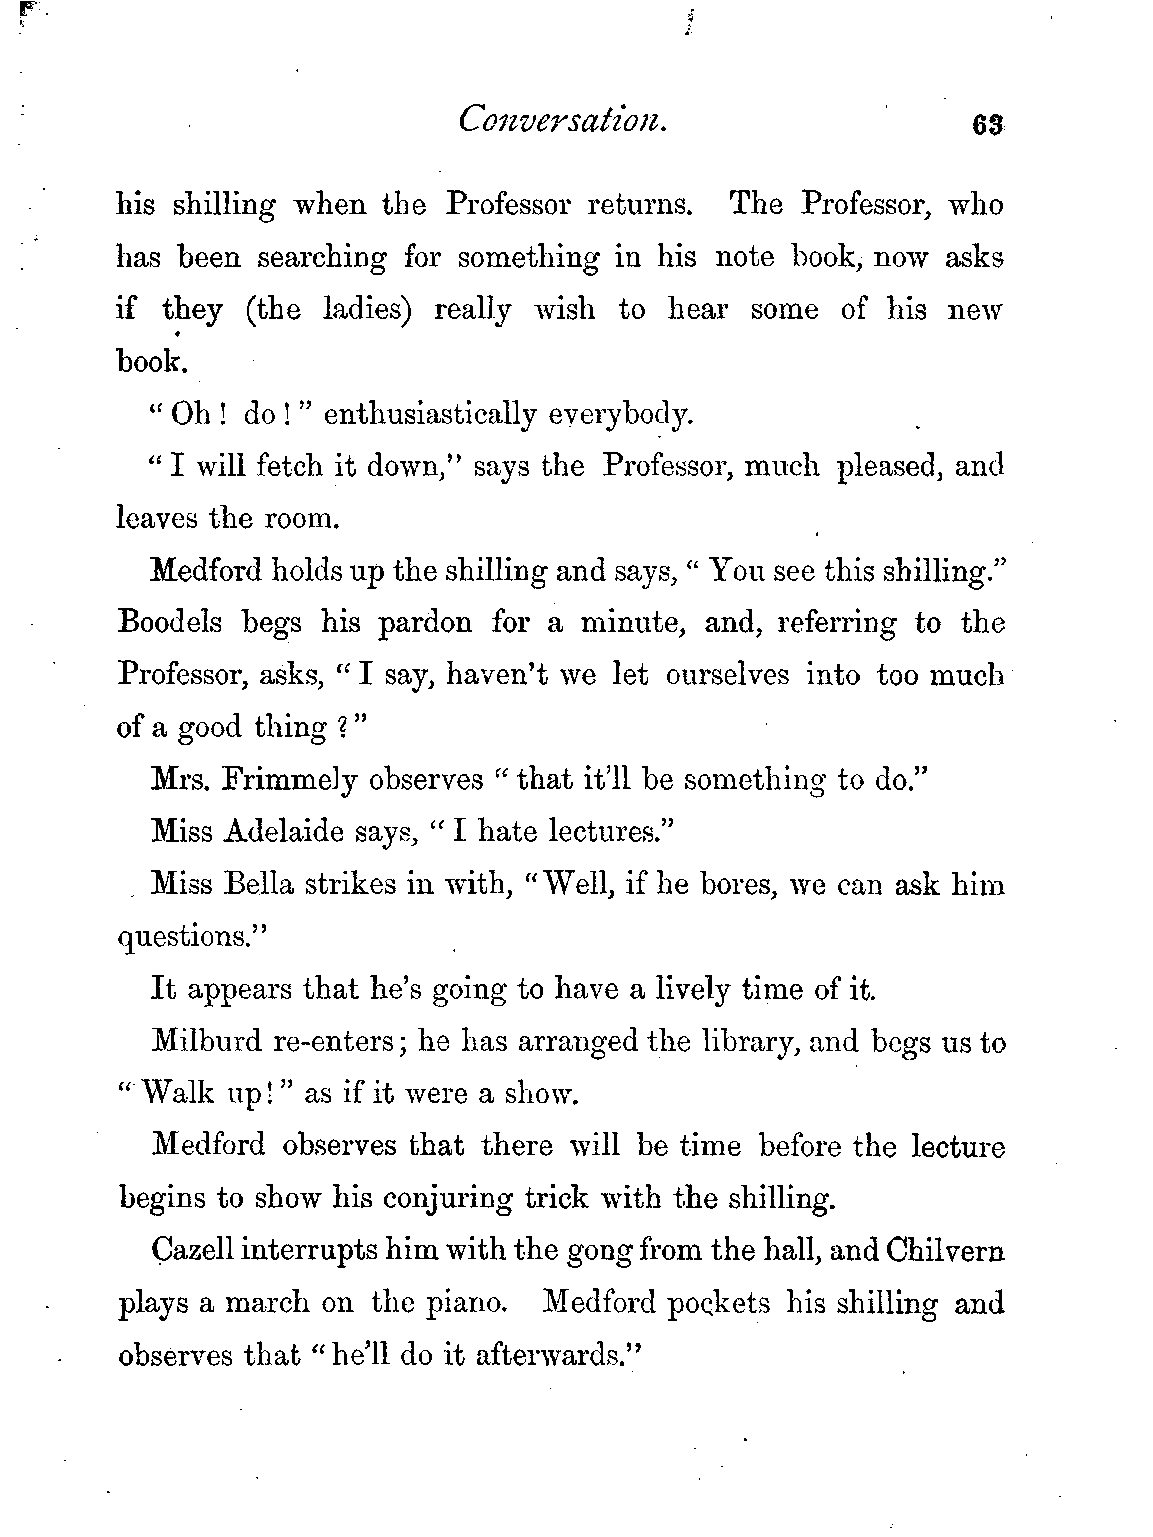 Conversation. 63
his shilling when the Professor returns. The Professor, who
has been searching for something in his note book, now asks
if they (the ladies) really wish to hear some of his new
book.
“Oh! do!” enthusiastically everybody.
“I will fetch it down,” says the Professor, much pleased, and
leaves the room.
Medford holds up the shilling and says, “You see this shilling.”
Boodels begs his pardon for a minute, and, referring to the
Professor, asks, “I say, haven’t we let ourselves into too much
of a good thing?”
Mrs. Frimmely observes “that it’ll be something to do.”
Miss Adelaide says, “I hate lectures.”
Miss Bella strikes in with, “Well, if he bores, we can ask him
questions.”
It appears that he’s going to have a lively time of it.
Milburd re-enters; he has arranged the library, and begs us to
“Walk up!” as if it were a show.
Medford observes that there will be time before the lecture
begins to show his conjuring trick with the shilling.
Cazell interrupts him with the gong from the hall, and Chilvern
plays a march on the piano. Medford pockets his shilling and
observes that “he’ll do it afterwards.”